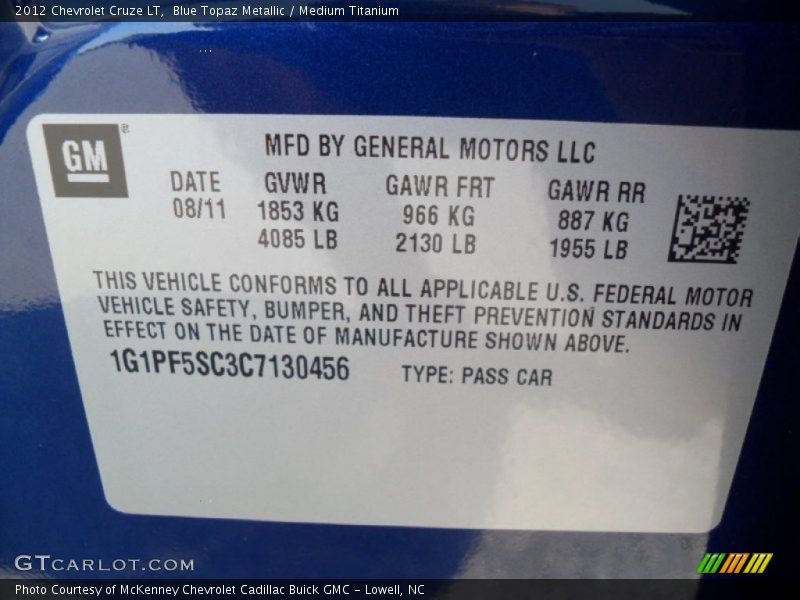 2012 Chevrolet Cruze LT, Blue Topaz Metallic / Medium Titanium
GM®
MFD BY GENERAL MOTORS LLC
DATE GVWR GAWR FRT GAWR RR
08/11 1853 KG 966 KG 887 KG
4085 LB 2130 LB 1955 LB
THIS VEHICLE CONFORMS TO ALL APPLICABLE U.S. FEDERAL MOTOR
VEHICLE SAFETY, BUMPER, AND THEFT PREVENTION STANDARDS IN
EFFECT ON THE DATE OF MANUFACTURE SHOWN ABOVE.
1G1PF5SC3C7130456 TYPE: PASS CAR
GTCARLOT.COM
Photo Courtesy of McKenney Chevrolet Cadillac Buick GMC - Lowell, NC